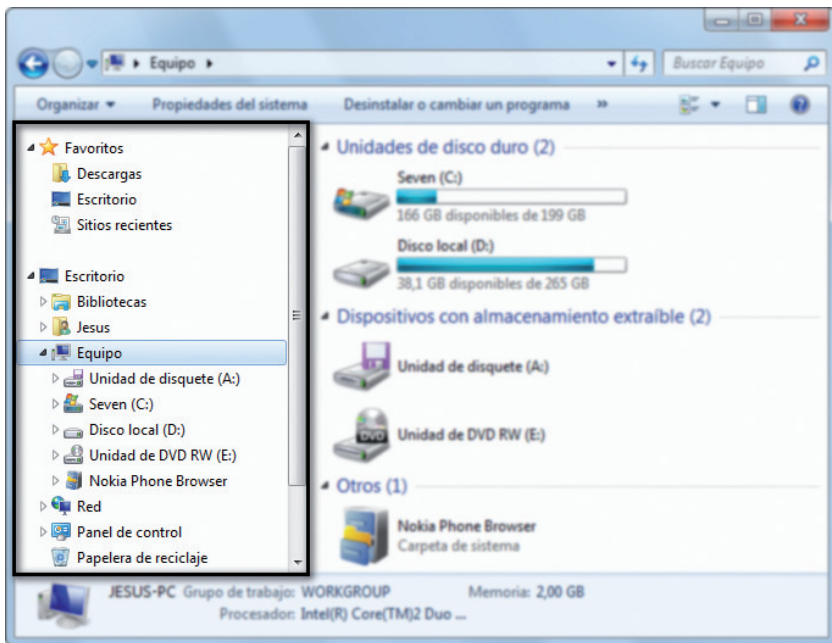 Equipo
Buscar Equipo
Organizar
Propiedades del sistema
Desinstalar o cambiar un programa
»
Favoritos
Descargas
Escritorio
Sitios recientes
Escritorio
Bibliotecas
Jesus
Equipo
Unidad de disquete (A:)
Seven (C:)
Disco local (D:)
Unidad de DVD RW (E:)
Nokia Phone Browser
Red
Panel de control
Papelera de reciclaje
Unidades de disco duro (2)
Seven (C:)
166 GB disponibles de 199 GB
Disco local (D:)
38,1 GB disponibles de 265 GB
Dispositivos con almacenamiento extraíble (2)
Unidad de disquete (A:)
DVD
Unidad de DVD RW (E:)
Otros (1)
Nokia Phone Browser
Carpeta de sistema
JESUS-PC Grupo de trabajo: WORKGROUP Memoria: 2,00 GB
Procesador: Intel(R) Core(TM)2 Duo ...